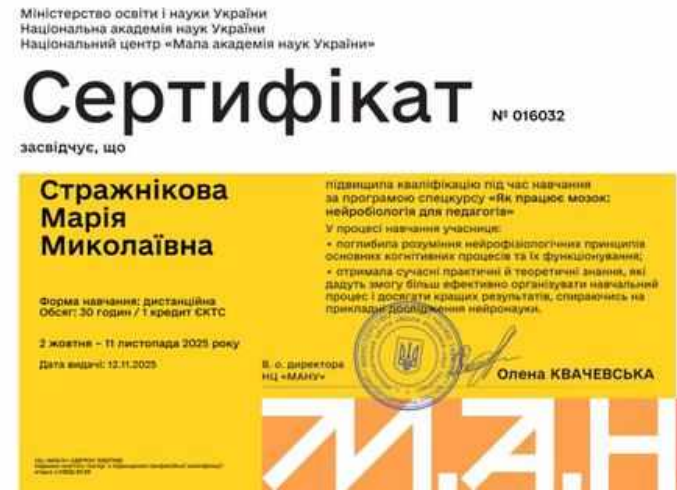 Міністерство освіти і науки України
Національна академія наук України
Національний центр «Мала академія наук України»
Сертифікат № 016032
засвідчує, що
Стражнікова
Марія
Миколаївна
Форма навчання: дистанційна
Обсяг: 30 годин / 1 кредит ЄКТС
2 жовтня – 11 листопада 2025 року
Дата видачі: 12.11.2025
підвищила кваліфікацію під час навчання
за програмою спецкурсу «Як працює мозок:
нейробіологія для педагогів»
У процесі навчання учасниця:
• поглибила розуміння нейрофізіологічних принципів
основних когнітивних процесів та їх функціонування;
• отримала сучасні практичні й теоретичні знання, які
дадуть змогу більш ефективно організувати навчальний
процес і досягати кращих результатів, спираючись на
прикладні дослідження нейронауки.
В. о. директора
НЦ «МАНУ»
Олена КВАЧЕВСЬКА
М.А.Н